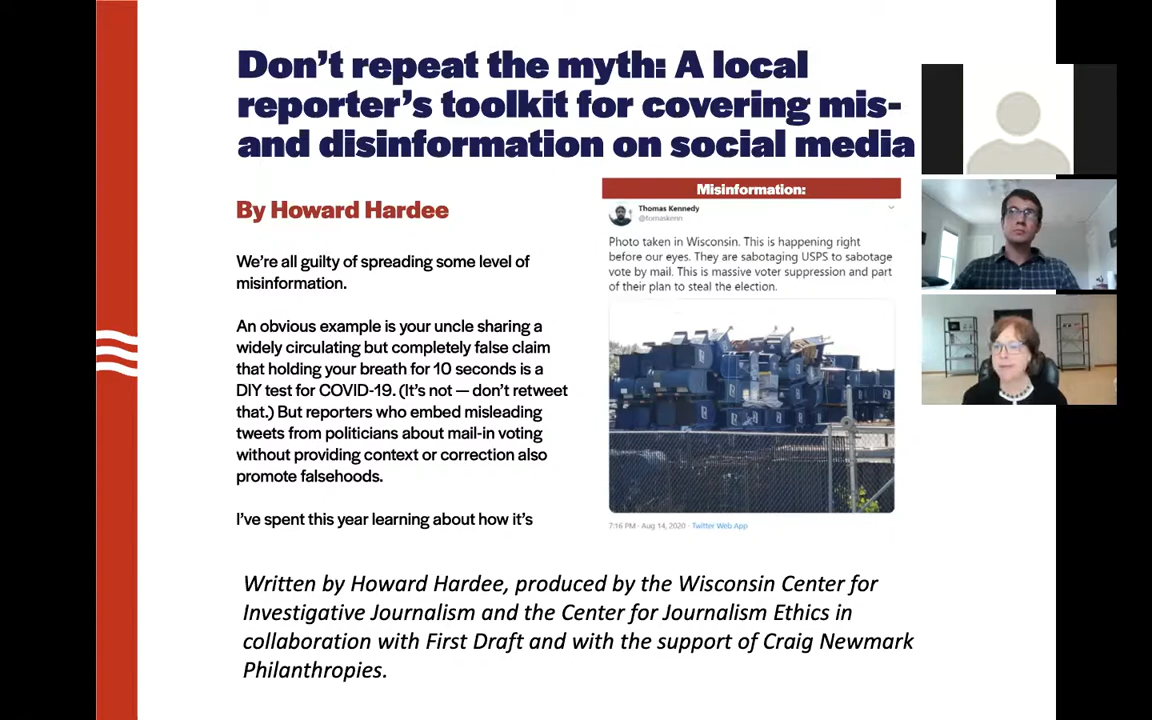 Don't repeat the myth: A local
reporter's toolkit for covering mis-
and disinformation on social media
By Howard Hardee
We're all guilty of spreading some level of
misinformation.
An obvious example is your uncle sharing a
widely circulating but completely false claim
that holding your breath for 10 seconds is a
DIY test for COVID-19. (It's not — don't retweet
that.) But reporters who embed misleading
tweets from politicians about mail-in voting
without providing context or correction also
promote falsehoods.
I've spent this year learning about how it's
Misinformation:
Thomas Kennedy
@tomaskenn
Photo taken in Wisconsin. This is happening right
before our eyes. They are sabotaging USPS to sabotage
vote by mail. This is massive voter suppression and part
of their plan to steal the election.
7:16 PM · Aug 14, 2020 · Twitter Web App
Written by Howard Hardee, produced by the Wisconsin Center for
Investigative Journalism and the Center for Journalism Ethics in
collaboration with First Draft and with the support of Craig Newmark
Philanthropies.